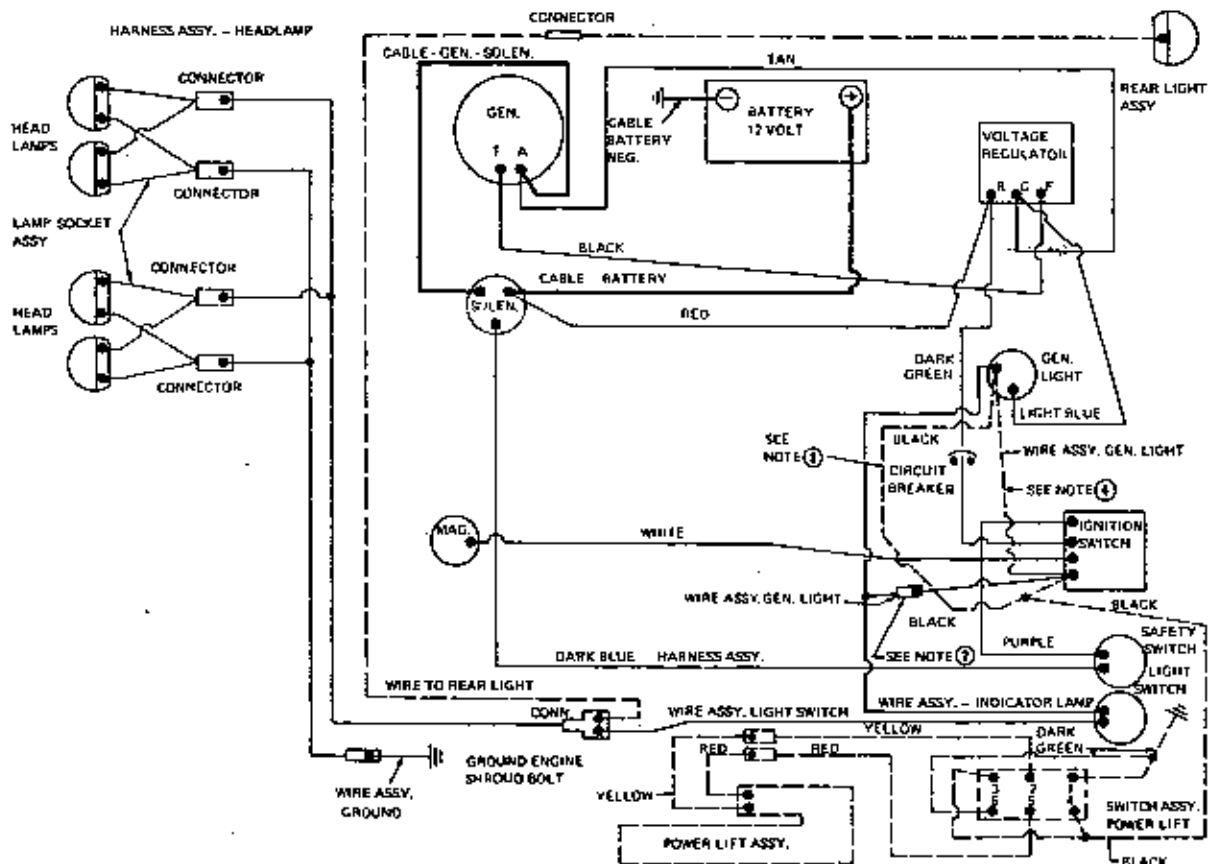 CONNECTOR
HARNESS ASSY. - HEADLAMP
CABLE - GEN. - SOLEN.
TAN
CONNECTOR
REAR LIGHT
ASSY
GEN.
F A
CABLE
BATTERY
NEG.
BATTERY
12 VOLT
VOLTAGE
REGULATOR
HEAD
LAMPS
R G F
CONNECTOR
LAMP SOCKET
ASSY
BLACK
CONNECTOR
CABLE BATTERY
SOLEN.
RED
HEAD
LAMPS
DARK
GREEN
GEN.
LIGHT
CONNECTOR
LIGHT BLUE
BLACK
SEE
NOTE
WIRE ASSY. GEN. LIGHT
CIRCUIT
BREAKER
SEE NOTE
MAG.
WHITE
IGNITION
SWITCH
WIRE ASSY. GEN. LIGHT
BLACK
BLACK
PURPLE
SAFETY
SWITCH
DARK BLUE HARNESS ASSY.
SEE NOTE
LIGHT
SWITCH
WIRE TO REAR LIGHT
WIRE ASSY. - INDICATOR LAMP
CONN.
WIRE ASSY. LIGHT SWITCH
YELLOW
DARK
GREEN
RED
RED
GROUND ENGINE
SHROUD BOLT
YELLOW
WIRE ASSY.
GROUND
SWITCH ASSY.
POWER LIFT
POWER LIFT ASSY.
BLACK